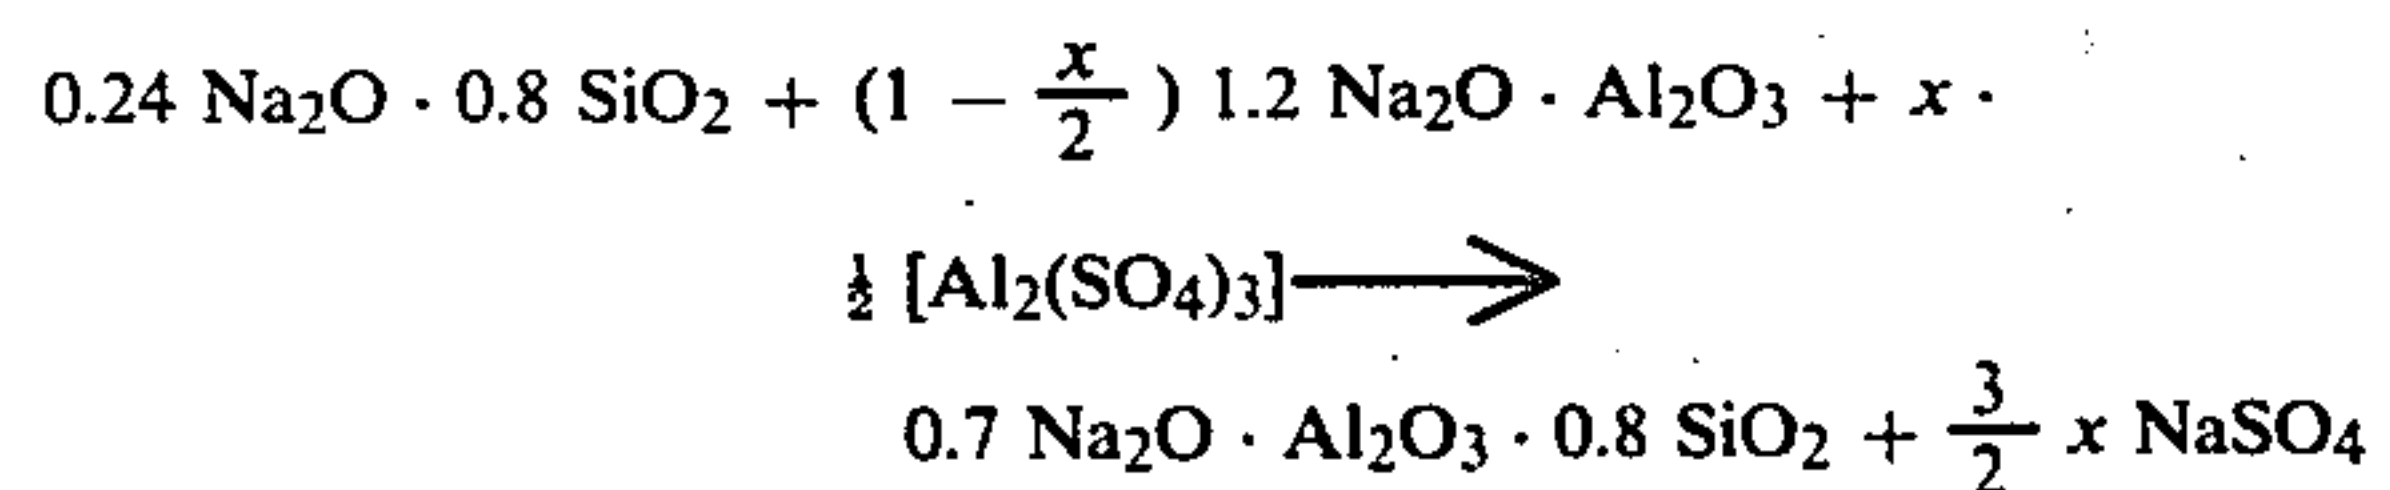 0.24 Na₂O · 0.8 SiO₂ + (1 − x/2) 1.2 Na₂O · Al₂O₃ + x ·
½ [Al₂(SO₄)₃]⟶
0.7 Na₂O · Al₂O₃ · 0.8 SiO₂ + 3/2 x NaSO₄